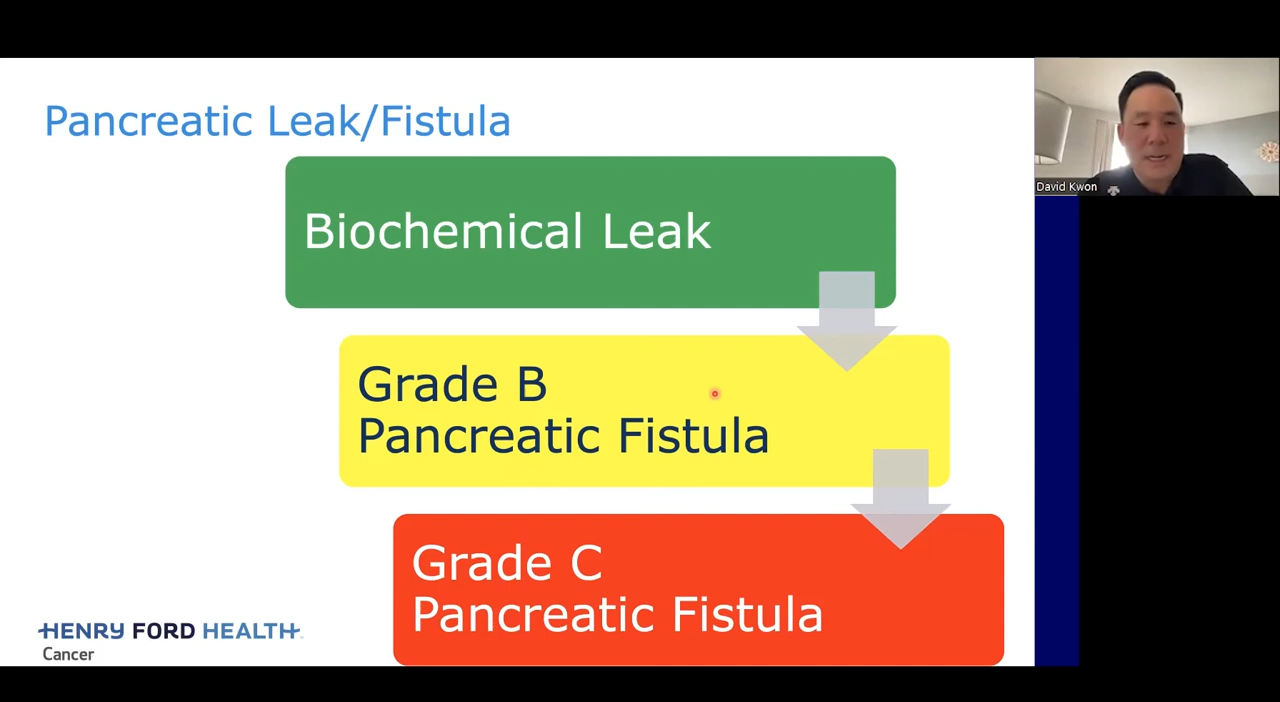 Pancreatic Leak/Fistula
Biochemical Leak
David Kwon
Grade B
Pancreatic Fistula
Grade C
Pancreatic Fistula
HENRY FORD HEALTH
Cancer